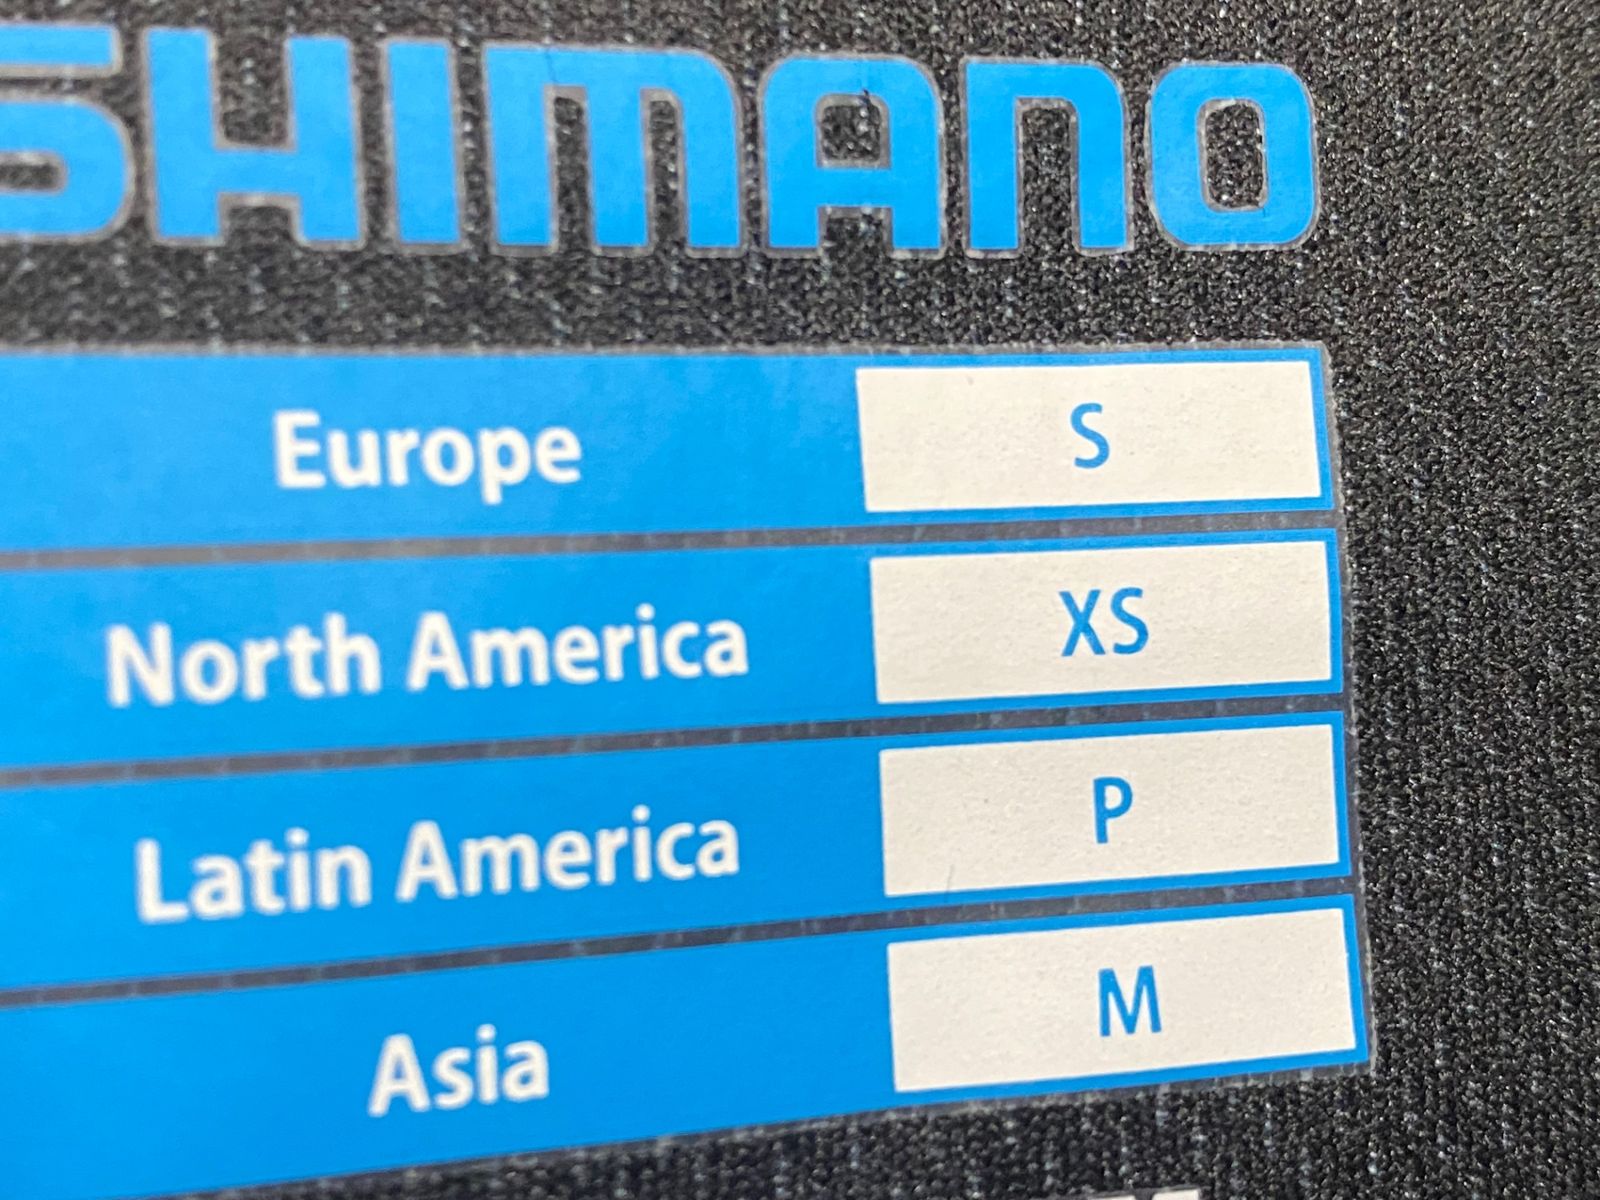 SHIMANO
Europe S
North America XS
Latin America P
Asia M